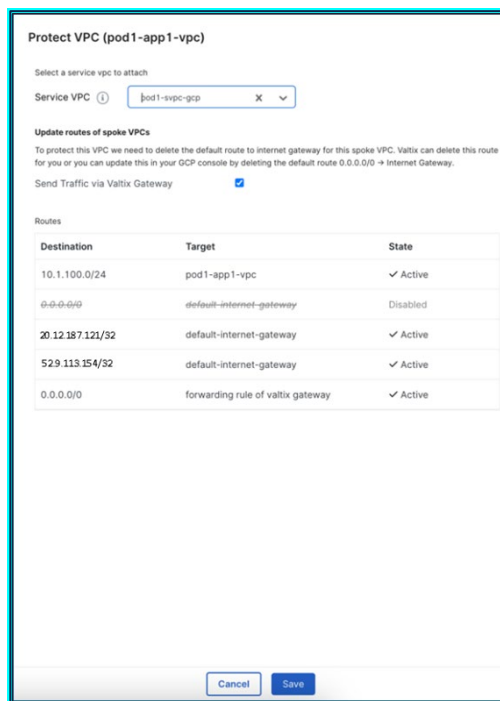 Protect VPC (pod1-app1-vpc)
Select a service vpc to attach
Service VPC i pod1-svpc-gcp X
Update routes of spoke VPCs
To protect this VPC we need to delete the default route to internet gateway for this spoke VPC. Valtix can delete this route
for you or you can update this in your GCP console by deleting the default route 0.0.0.0/0 → Internet Gateway.
Send Traffic via Valtix Gateway
Routes
Destination Target State
10.1.100.0/24 pod1-app1-vpc ✓ Active
0.0.0.0/0 default-internet-gateway Disabled
20.12.187.121/32 default-internet-gateway ✓ Active
52.9.113.154/32 default-internet-gateway ✓ Active
0.0.0.0/0 forwarding rule of valtix gateway ✓ Active
Cancel Save